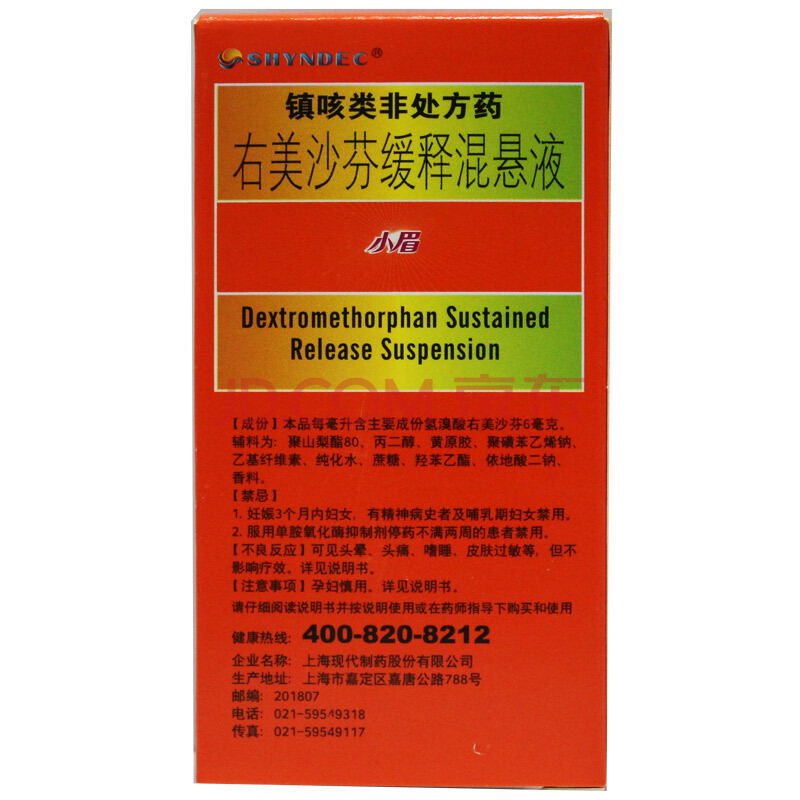 SHYNDEC®
镇咳类非处方药
右美沙芬缓释混悬液
小眉
Dextromethorphan Sustained
Release Suspension
JD.COM 京东
【成份】本品每毫升含主要成份氢溴酸右美沙芬6毫克。
辅料为：聚山梨酯80、丙二醇、黄原胶、聚磺苯乙烯钠、
乙基纤维素、纯化水、蔗糖、羟苯乙酯、依地酸二钠、
香料。
【禁忌】
1. 妊娠3个月内妇女，有精神病史者及哺乳期妇女禁用。
2. 服用单胺氧化酶抑制剂停药不满两周的患者禁用。
【不良反应】可见头晕、头痛、嗜睡、皮肤过敏等，但不
影响疗效。详见说明书。
【注意事项】孕妇慎用。详见说明书。
请仔细阅读说明书并按说明使用或在药师指导下购买和使用
健康热线：400-820-8212
企业名称：上海现代制药股份有限公司
生产地址：上海市嘉定区嘉唐公路788号
邮编：201807
电话：021-59549318
传真：021-59549117